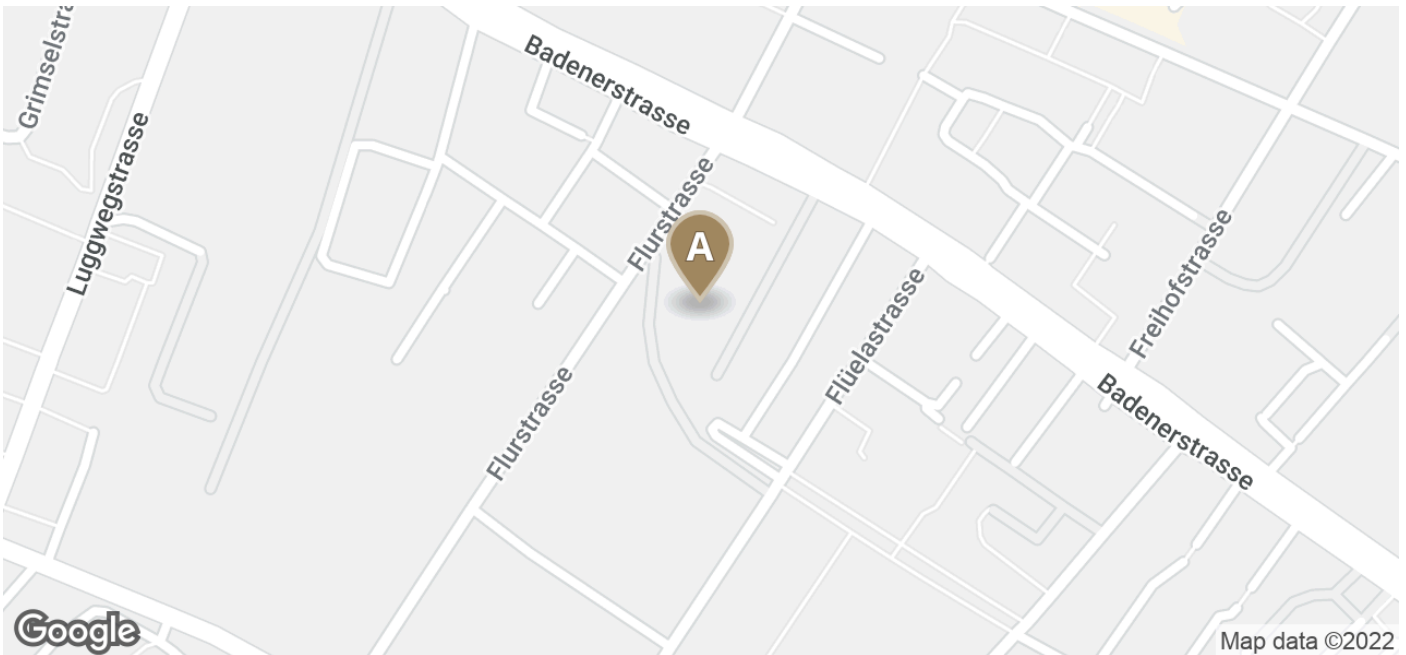 Grimselstra
Badenerstrasse
Luggwegstrasse
Flurstrasse
A
Freihofstrasse
Flüelastrasse
Flurstrasse
Badenerstrasse
Google
Map data ©2022